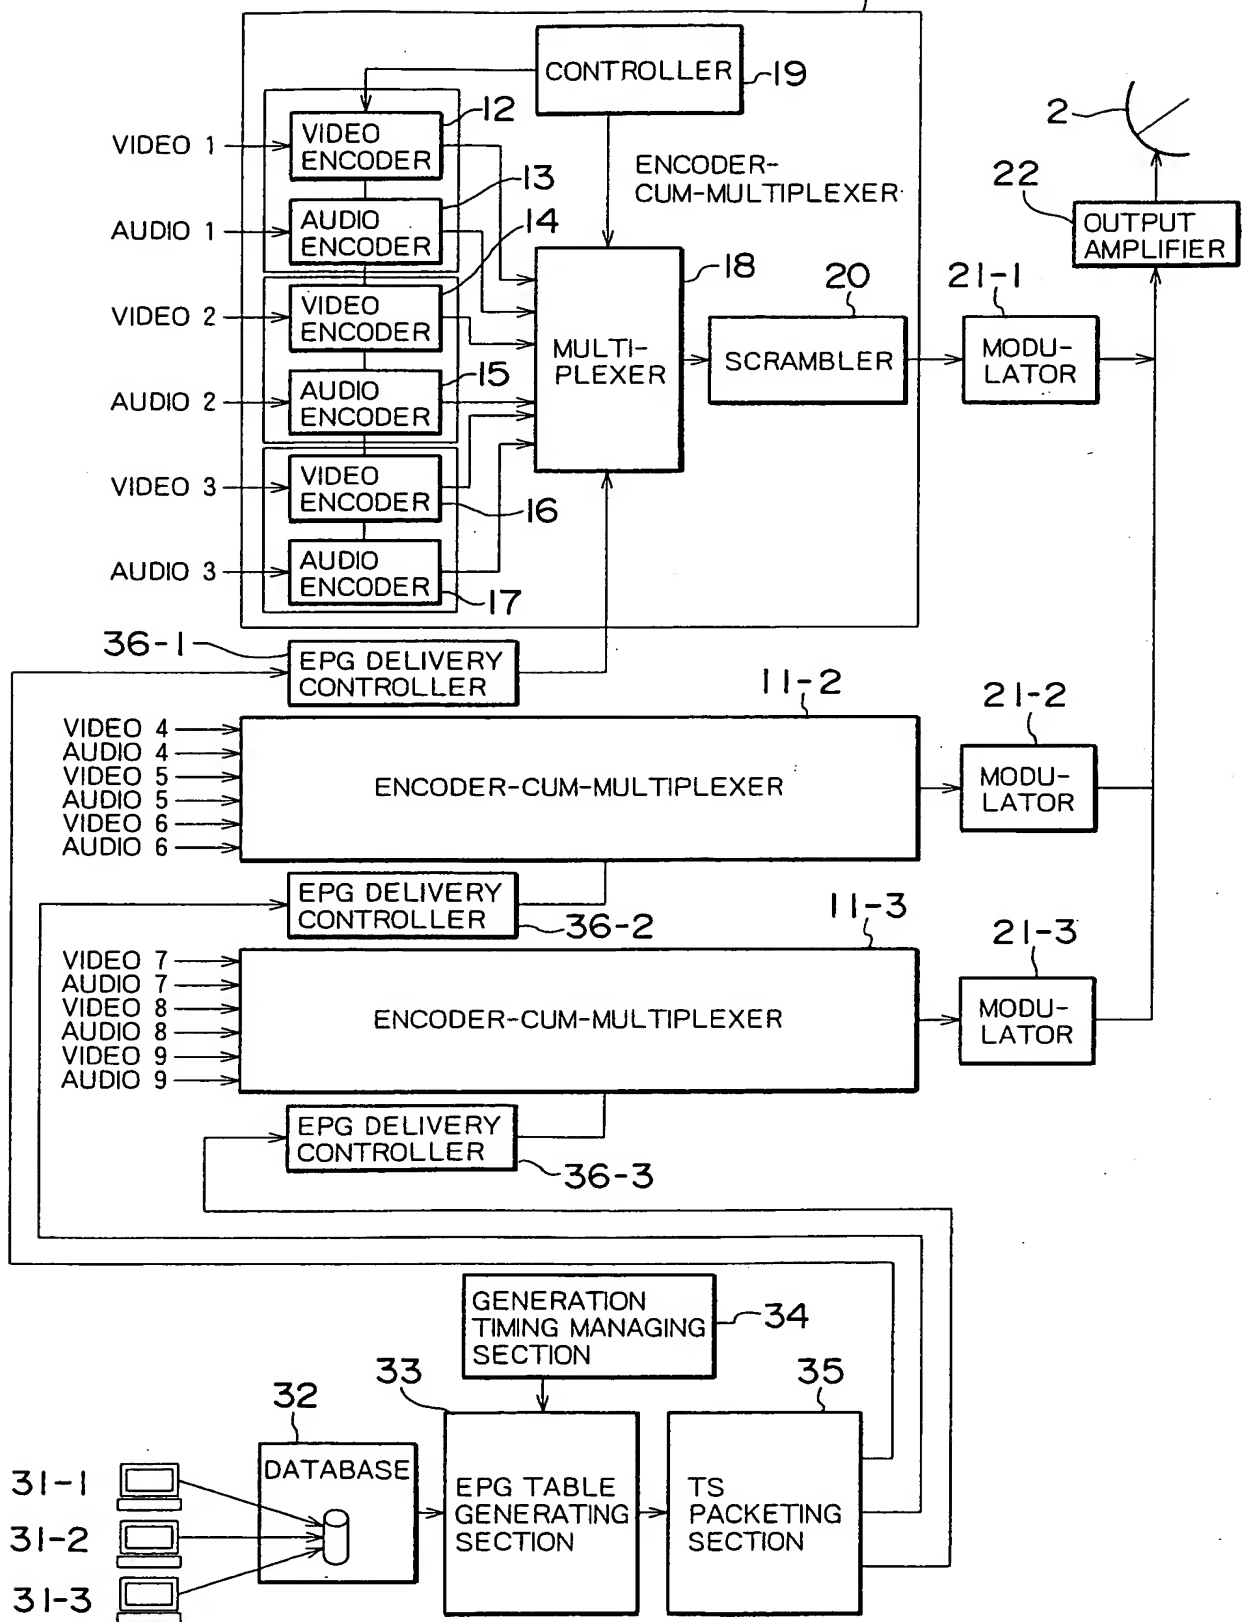 CONTROLLER
19
12
VIDEO
ENCODER
VIDEO 1
2
ENCODER-
CUM-MULTIPLEXER
13
AUDIO
ENCODER
AUDIO 1
14
22
OUTPUT
AMPLIFIER
18
20
21-1
VIDEO
ENCODER
VIDEO 2
MULTI-
PLEXER
SCRAMBLER
MODU-
LATOR
15
AUDIO
ENCODER
AUDIO 2
VIDEO
ENCODER
VIDEO 3
16
AUDIO
ENCODER
AUDIO 3
17
36-1
EPG DELIVERY
CONTROLLER
11-2
21-2
VIDEO 4
AUDIO 4
VIDEO 5
AUDIO 5
VIDEO 6
AUDIO 6
ENCODER-CUM-MULTIPLEXER
MODU-
LATOR
EPG DELIVERY
CONTROLLER
36-2
11-3
21-3
VIDEO 7
AUDIO 7
VIDEO 8
AUDIO 8
VIDEO 9
AUDIO 9
ENCODER-CUM-MULTIPLEXER
MODU-
LATOR
EPG DELIVERY
CONTROLLER
36-3
GENERATION
TIMING MANAGING
SECTION
34
32
33
35
DATABASE
EPG TABLE
GENERATING
SECTION
TS
PACKETING
SECTION
31-1
31-2
31-3